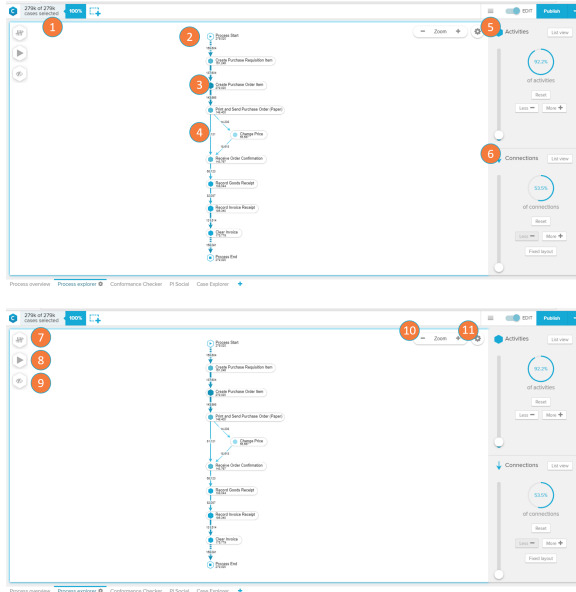 279k of 279k
cases selected
100%
EDIT
Publish
1
2
3
4
5
6
Process Start
Create Purchase Requisition Item
Create Purchase Order Item
Print and Send Purchase Order (Paper)
Change Price
Receive Order Confirmation
Record Goods Receipt
Record Invoice Receipt
Clear Invoice
Process End
Zoom
Activities
List view
92.2%
of activities
Reset
Less
More
Connections
List view
53.5%
of connections
Reset
Less
More
Fixed layout
Process overview
Process explorer
Conformance Checker
PI Social
Case Explorer
279k of 279k
cases selected
100%
EDIT
Publish
7
8
9
10
11
Process Start
Create Purchase Requisition Item
Create Purchase Order Item
Print and Send Purchase Order (Paper)
Change Price
Receive Order Confirmation
Record Goods Receipt
Record Invoice Receipt
Clear Invoice
Process End
Zoom
Activities
List view
92.2%
of activities
Reset
Less
More
Connections
List view
53.5%
of connections
Reset
Less
More
Fixed layout
Process overview
Process explorer
Conformance Checker
PI Social
Case Explorer